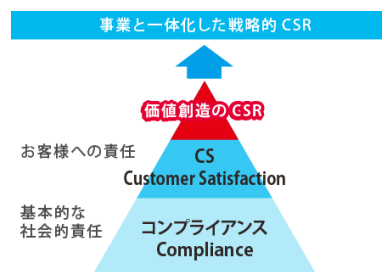 事業と一体化した戦略的 CSR
価値創造のCSR
お客様への責任
CS
Customer Satisfaction
基本的な
社会的責任
コンプライアンス
Compliance